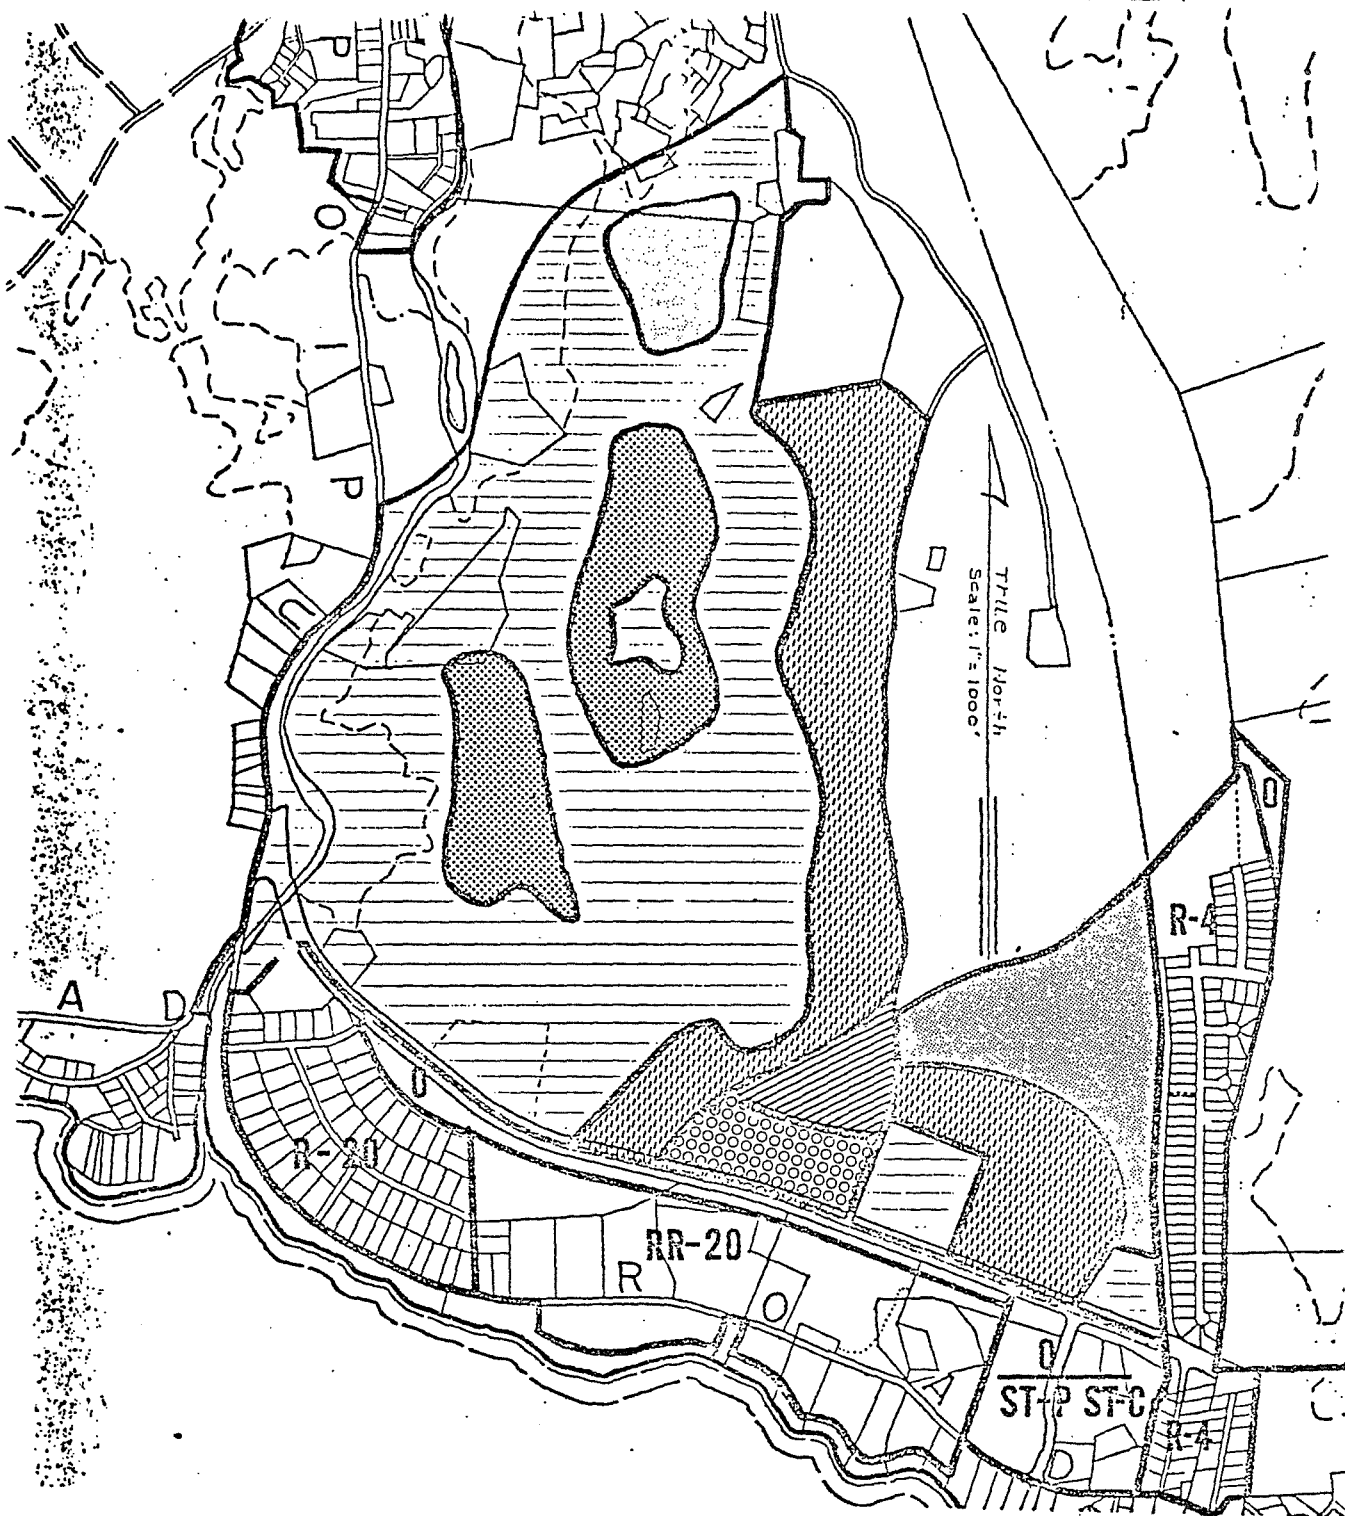 P
O
I
P
U
True North
Scale: 1"=1000'
O
R-4
A D
O
R-20
RR-20
R
O
A
O
ST-P ST-C
R-4
D